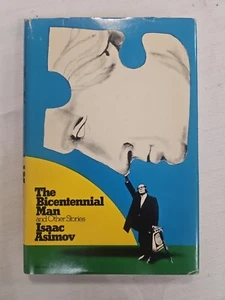 The
Bicentennial
Man
and Other Stories
Isaac
Asimov